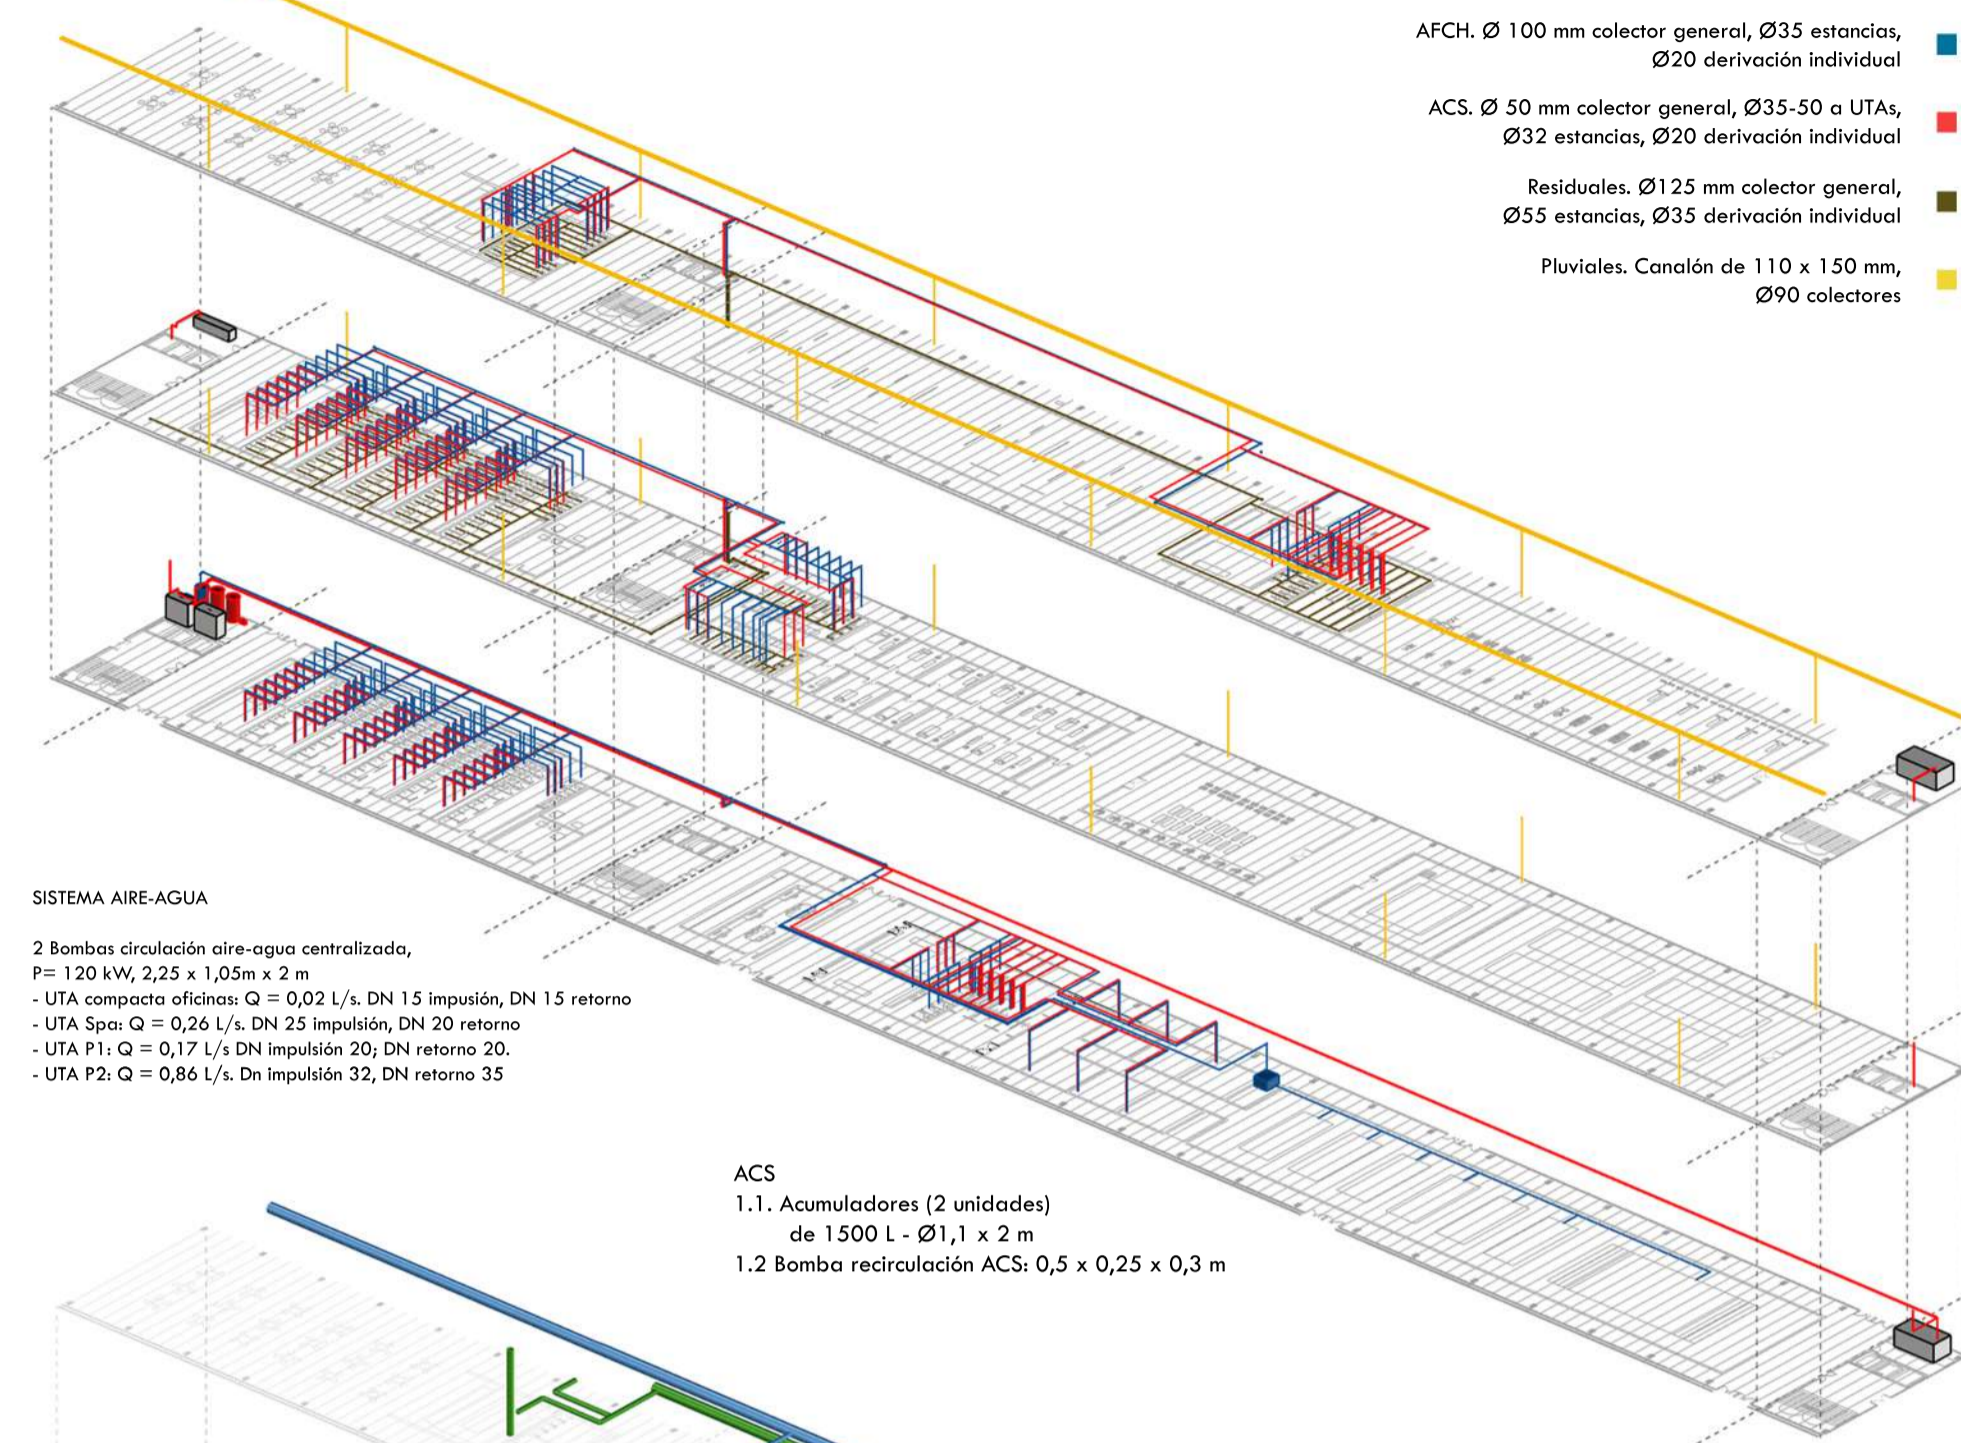 AFCH. Ø 100 mm colector general, Ø35 estancias,
Ø20 derivación individual
ACS. Ø 50 mm colector general, Ø35-50 a UTAs,
Ø32 estancias, Ø20 derivación individual
Residuales. Ø125 mm colector general,
Ø55 estancias, Ø35 derivación individual
Pluviales. Canalón de 110 x 150 mm,
Ø90 colectores
SISTEMA AIRE-AGUA
2 Bombas circulación aire-agua centralizada,
P= 120 kW, 2,25 x 1,05m x 2 m
- UTA compacta oficinas: Q = 0,02 L/s. DN 15 impusión, DN 15 retorno
- UTA Spa: Q = 0,26 L/s. DN 25 impulsión, DN 20 retorno
- UTA P1: Q = 0,17 L/s DN impulsión 20; DN retorno 20.
- UTA P2: Q = 0,86 L/s. Dn impulsión 32, DN retorno 35
ACS
1.1. Acumuladores (2 unidades)
de 1500 L - Ø1,1 x 2 m
1.2 Bomba recirculación ACS: 0,5 x 0,25 x 0,3 m